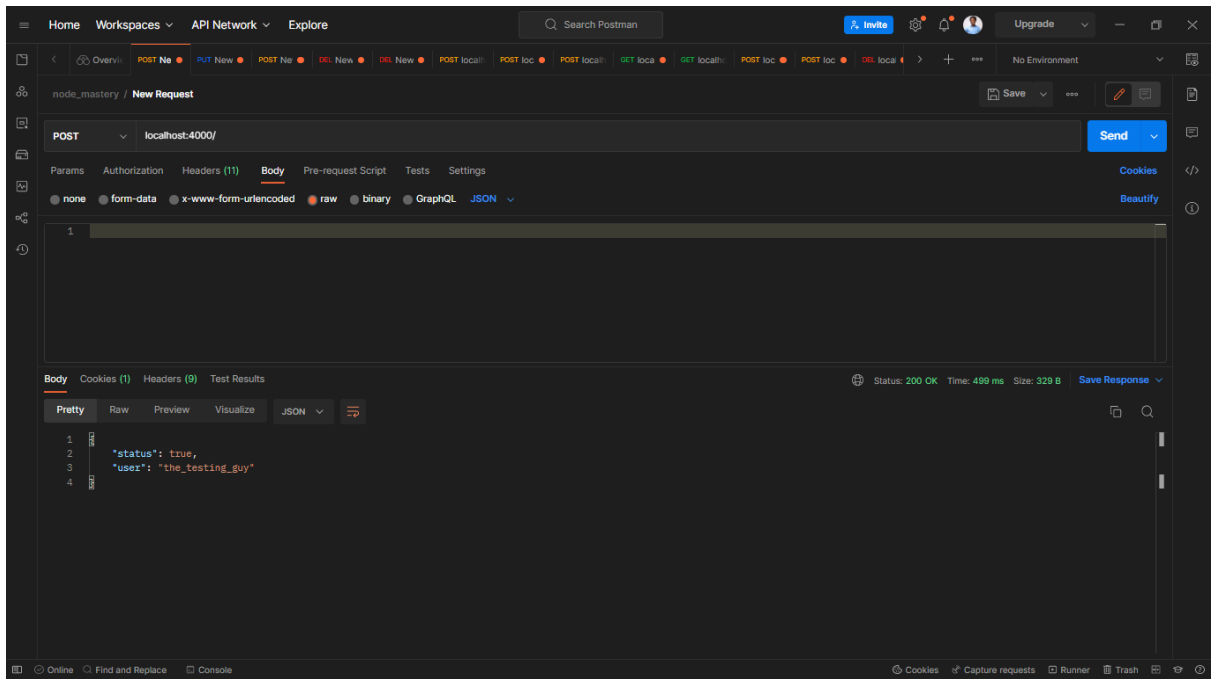 Home Workspaces API Network Explore Search Postman Invite Upgrade
Overvi POST Ne PUT New POST Ne DEL New DEL New POST localh POST loc POST localh GET loca GET localho POST loc POST loc DEL local No Environment
node_mastery / New Request Save
POST localhost:4000/ Send
Params Authorization Headers (11) Body Pre-request Script Tests Settings Cookies
none form-data x-www-form-urlencoded raw binary GraphQL JSON Beautify
1
Body Cookies (1) Headers (9) Test Results Status: 200 OK Time: 499 ms Size: 329 B Save Response
Pretty Raw Preview Visualize JSON
1 {
2 "status": true,
3 "user": "the_testing_guy"
4 }
Online Find and Replace Console Cookies Capture requests Runner Trash